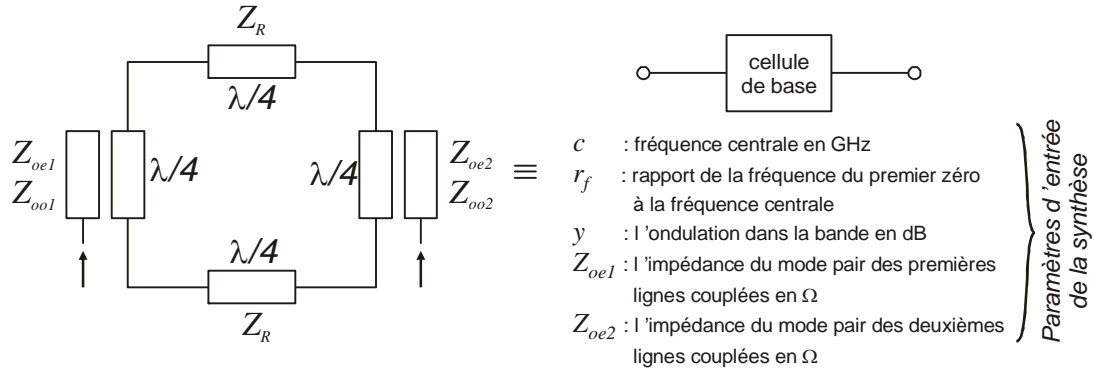 Z_R
λ/4
Z_oe1
Z_oo1
λ/4
λ/4
Z_oe2
Z_oo2
λ/4
Z_R
≡
cellule
de base
c : fréquence centrale en GHz
r_f : rapport de la fréquence du premier zéro
à la fréquence centrale
y : l 'ondulation dans la bande en dB
Z_oe1 : l 'impédance du mode pair des premières
lignes couplées en Ω
Z_oe2 : l 'impédance du mode pair des deuxièmes
lignes couplées en Ω
Paramètres d 'entrée
de la synthèse